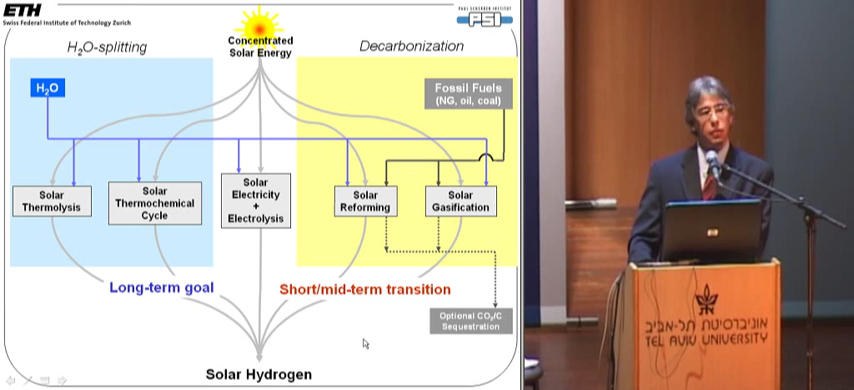 ETH
Swiss Federal Institute of Technology Zurich
PAUL SCHERRER INSTITUT
PSI
H₂O-splitting
Concentrated
Solar Energy
Decarbonization
H₂O
Fossil Fuels
(NG, oil, coal)
Solar
Thermolysis
Solar
Thermochemical
Cycle
Solar
Electricity
+
Electrolysis
Solar
Reforming
Solar
Gasification
Long-term goal
Short/mid-term transition
Optional CO₂/C
Sequestration
Solar Hydrogen
hp
אוניברסיטת תל-אביב
TEL AVIV UNIVERSITY